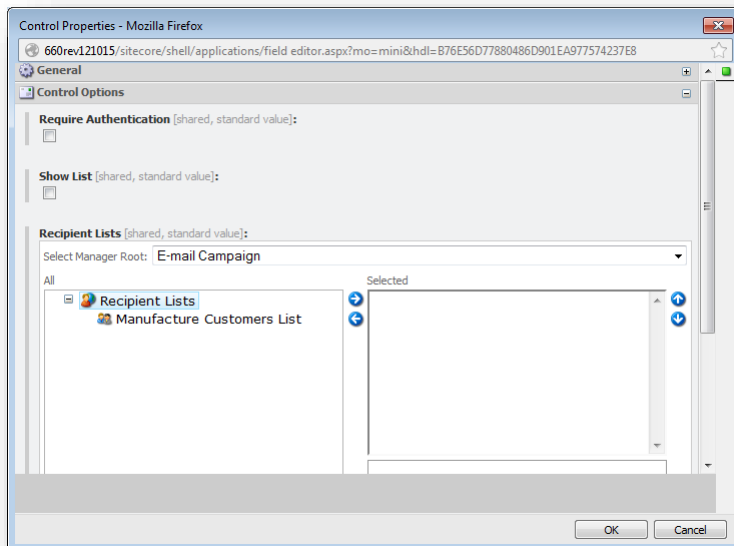 Control Properties - Mozilla Firefox
660rev121015/sitecore/shell/applications/field editor.aspx?mo=mini&hdl=B76E56D77880486D901EA977574237E8
General
Control Options
Require Authentication [shared, standard value]:
Show List [shared, standard value]:
Recipient Lists [shared, standard value]:
Select Manager Root: E-mail Campaign
All Selected
Recipient Lists
Manufacture Customers List
OK Cancel